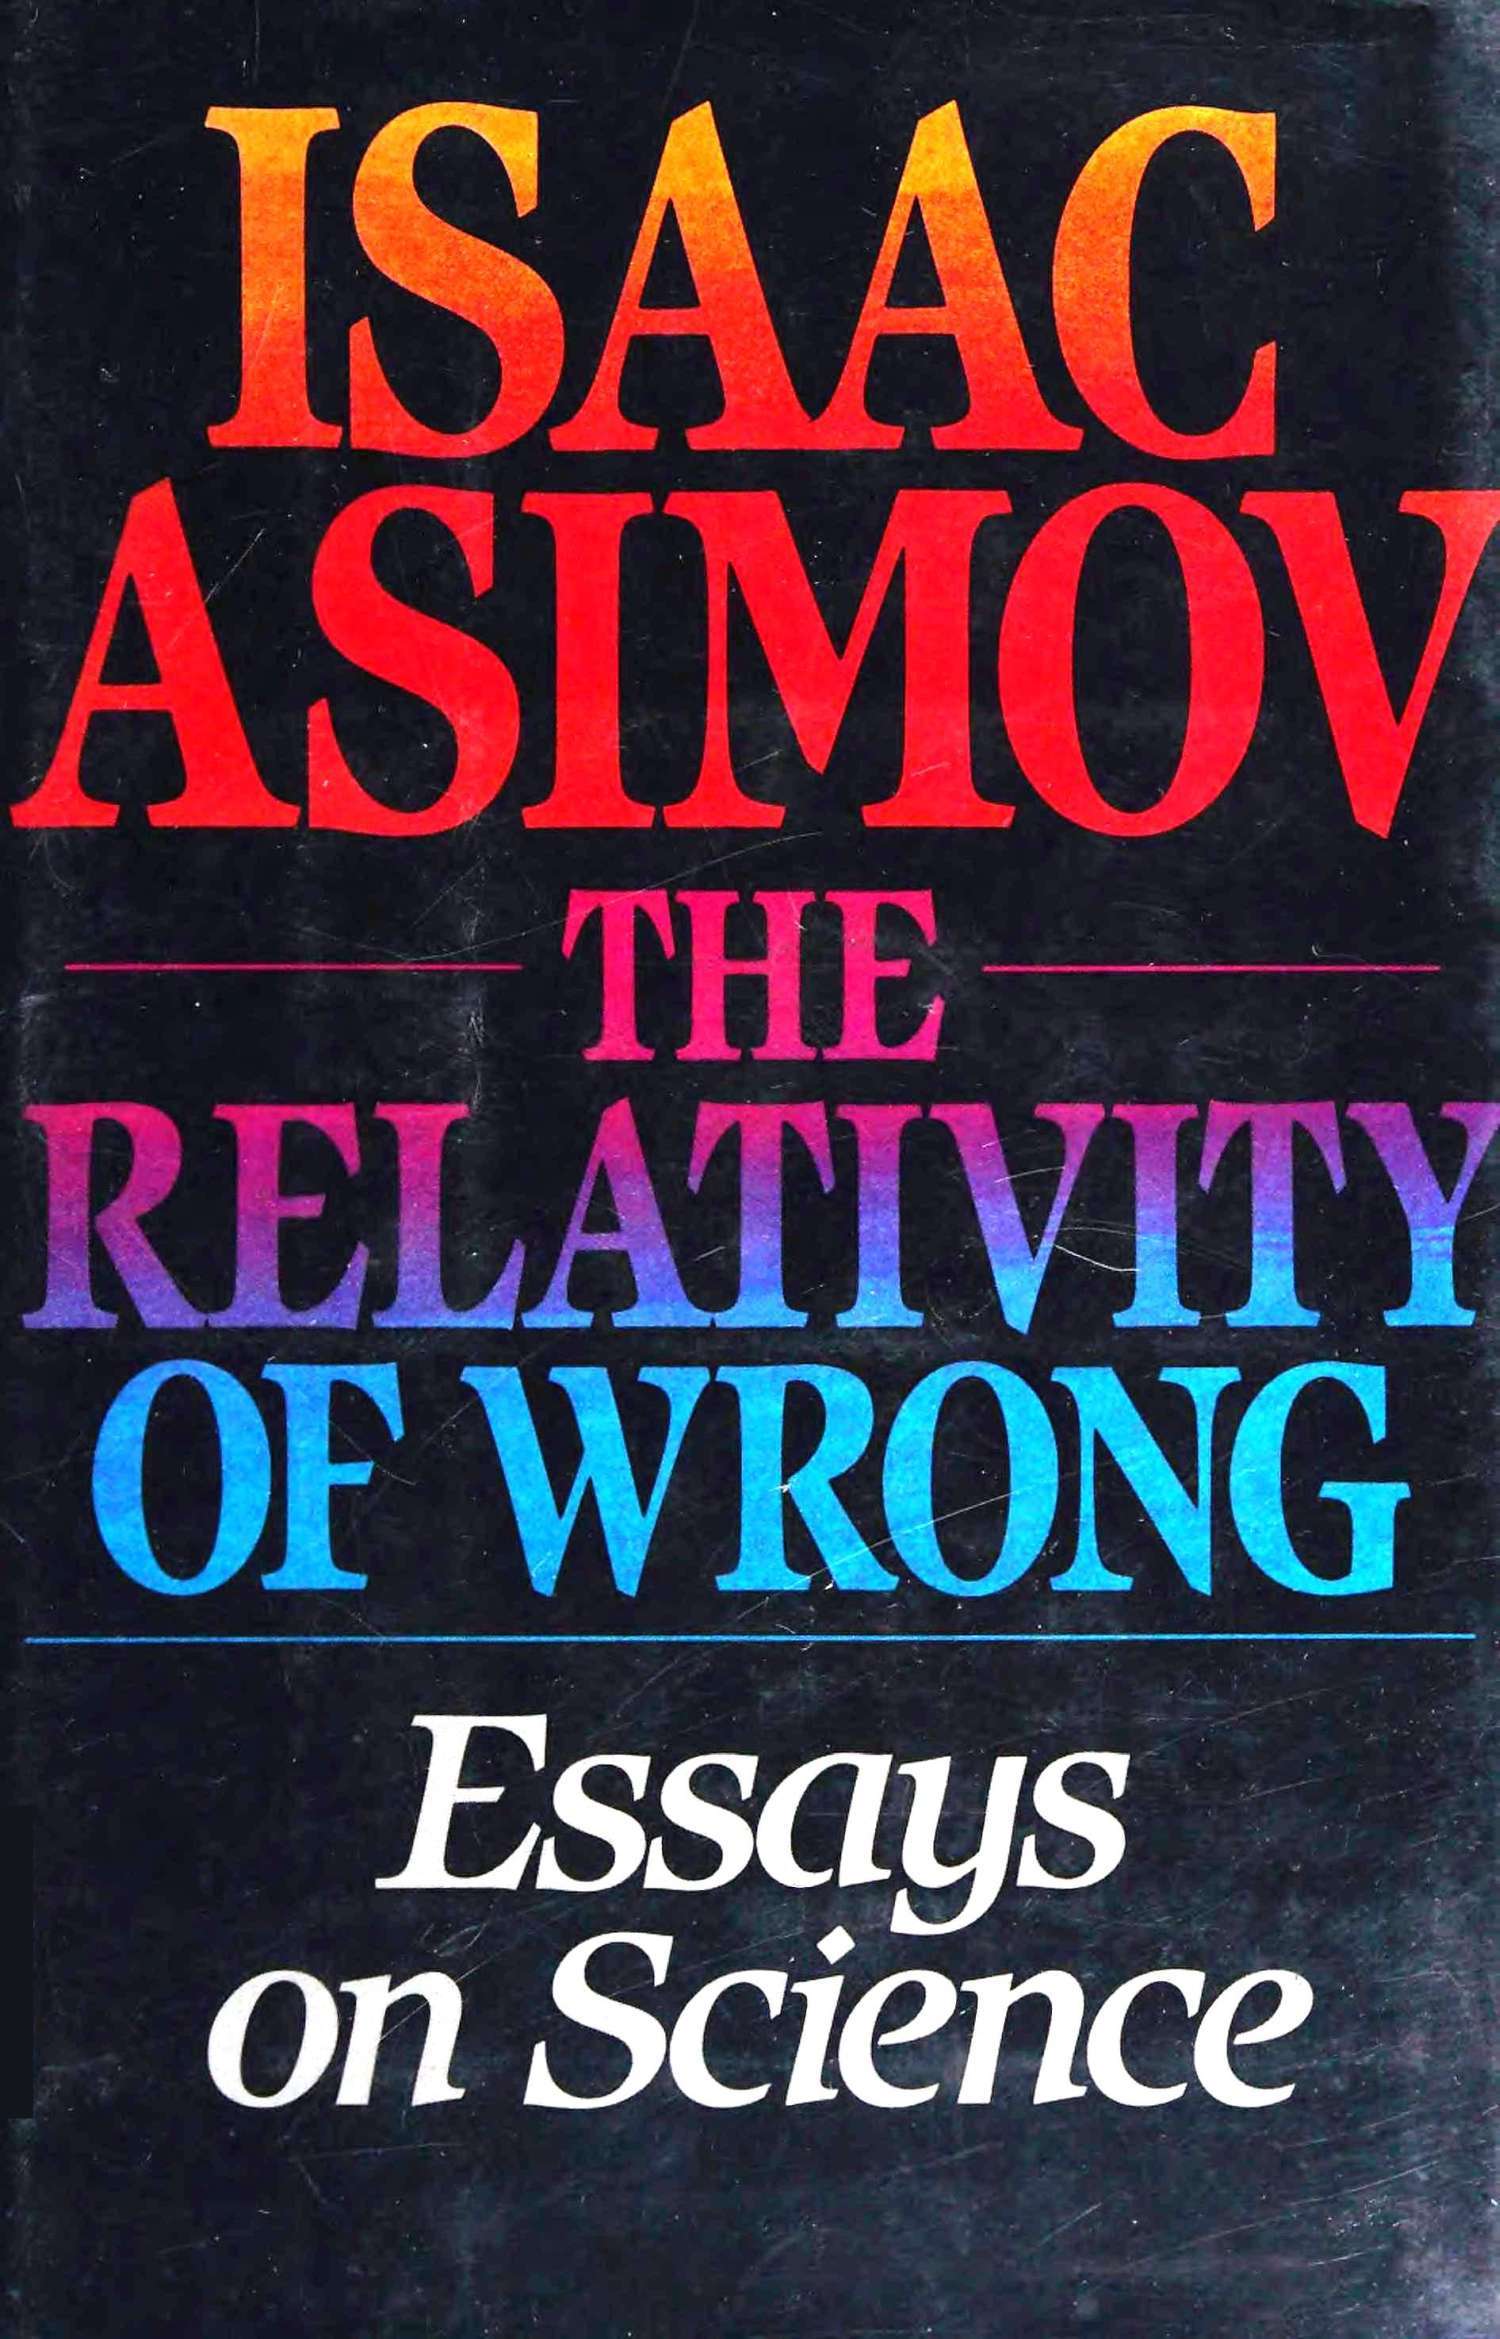 ISAAC
ASIMOV
THE
RELATIVITY
OF WRONG
Essays
on Science